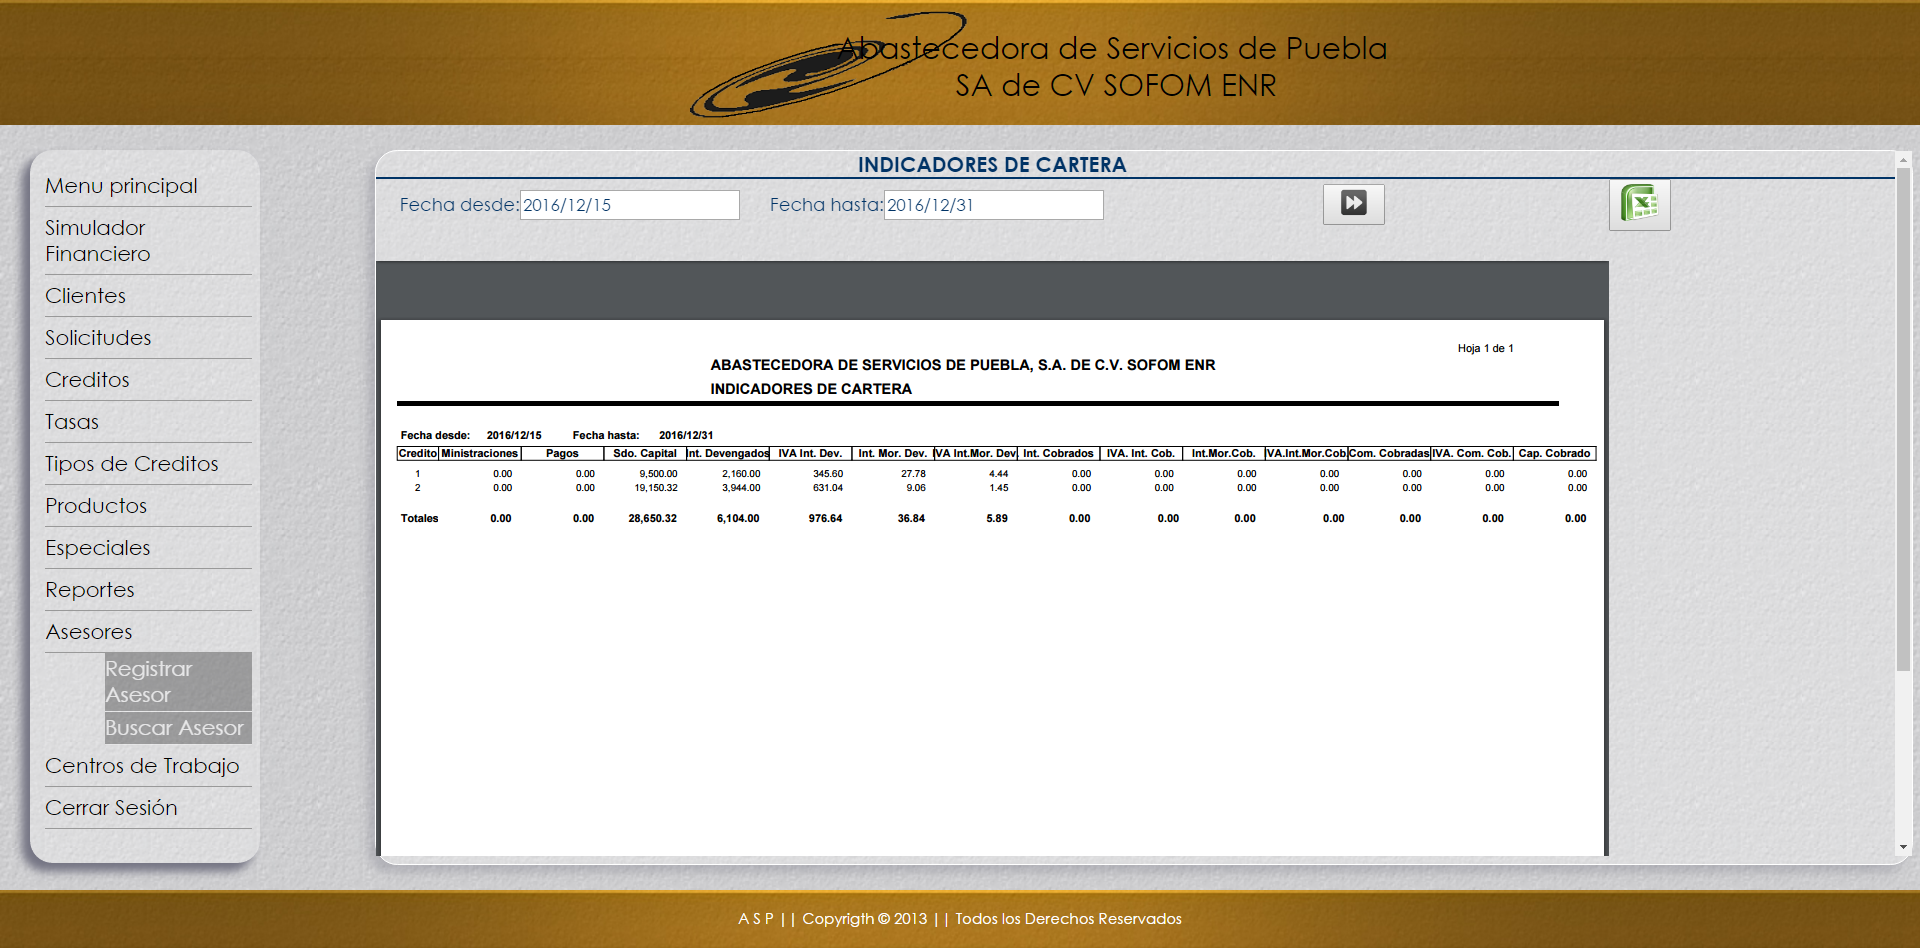 Abastecedora de Servicios de Puebla
SA de CV SOFOM ENR
Menu principal
Simulador
Financiero
Clientes
Solicitudes
Creditos
Tasas
Tipos de Creditos
Productos
Especiales
Reportes
Asesores
Registrar
Asesor
Buscar Asesor
Centros de Trabajo
Cerrar Sesión
INDICADORES DE CARTERA
Fecha desde: 2016/12/15 Fecha hasta: 2016/12/31
Hoja 1 de 1
ABASTECEDORA DE SERVICIOS DE PUEBLA, S.A. DE C.V. SOFOM ENR
INDICADORES DE CARTERA
Fecha desde: 2016/12/15 Fecha hasta: 2016/12/31
Credito Ministraciones Pagos Sdo. Capital Int. Devengados IVA Int. Dev. Int. Mor. Dev. IVA Int.Mor. Dev. Int. Cobrados IVA. Int. Cob. Int.Mor.Cob. IVA.Int.Mor.Cob Com. Cobradas IVA. Com. Cob. Cap. Cobrado
1 0.00 0.00 9,500.00 2,160.00 345.60 27.78 4.44 0.00 0.00 0.00 0.00 0.00 0.00 0.00
2 0.00 0.00 19,150.32 3,944.00 631.04 9.06 1.45 0.00 0.00 0.00 0.00 0.00 0.00 0.00
Totales 0.00 0.00 28,650.32 6,104.00 976.64 36.84 5.89 0.00 0.00 0.00 0.00 0.00 0.00 0.00
A S P || Copyrigth © 2013 || Todos los Derechos Reservados